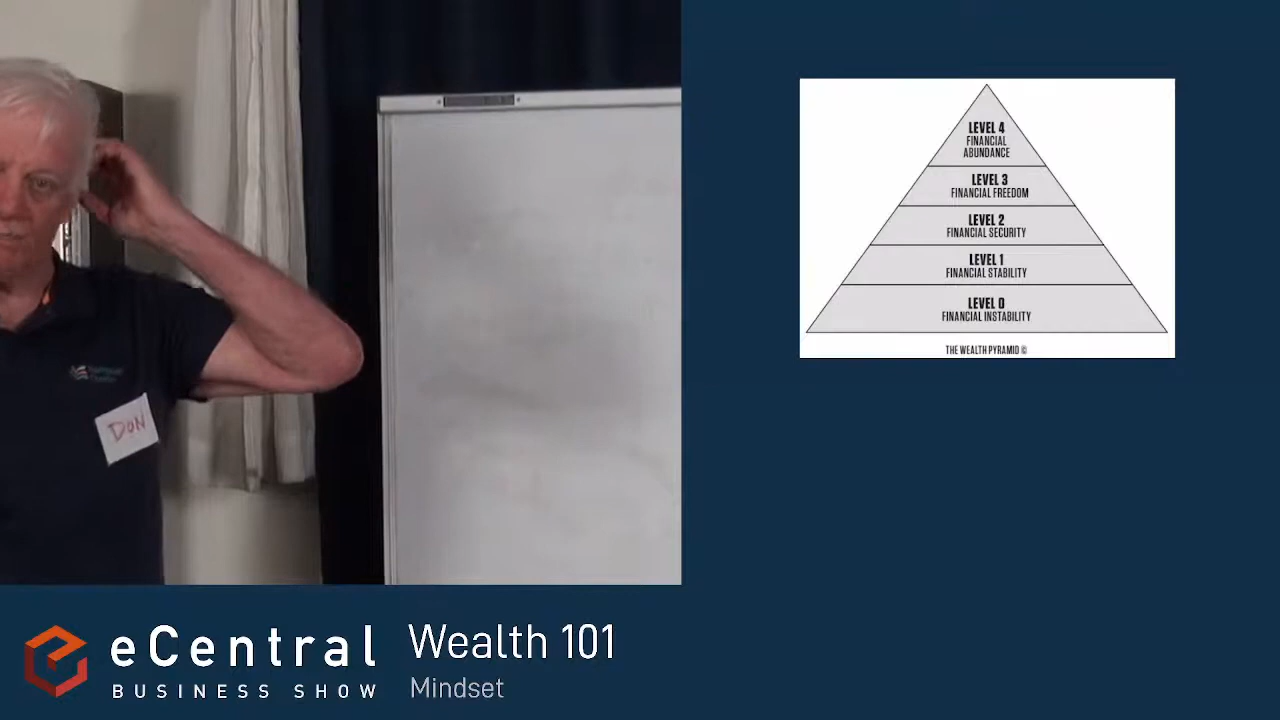 DON
LEVEL 4
FINANCIAL
ABUNDANCE
LEVEL 3
FINANCIAL FREEDOM
LEVEL 2
FINANCIAL SECURITY
LEVEL 1
FINANCIAL STABILITY
LEVEL 0
FINANCIAL INSTABILITY
THE WEALTH PYRAMID ©
eCentral
BUSINESS SHOW
Wealth 101
Mindset